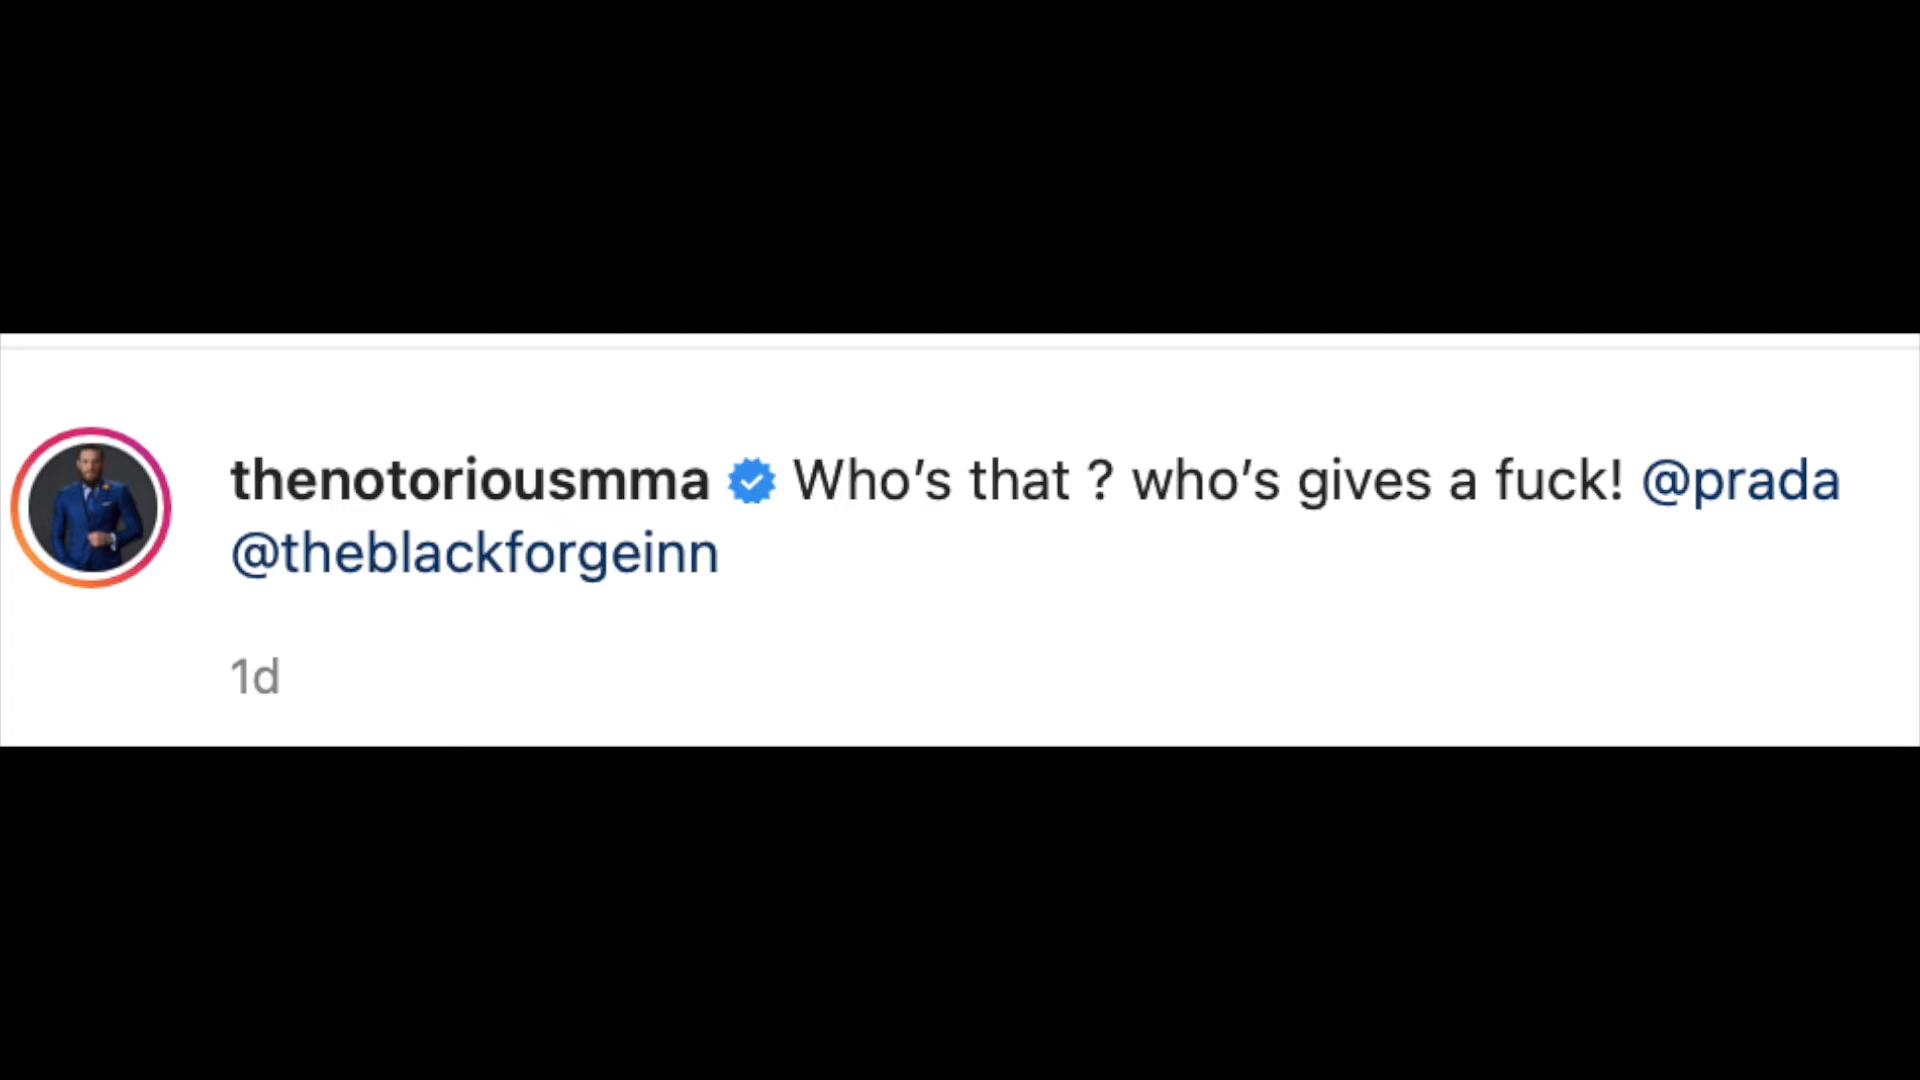 thenotoriousmma Who’s that ? who’s gives a fuck! @prada
@theblackforgeinn
1d